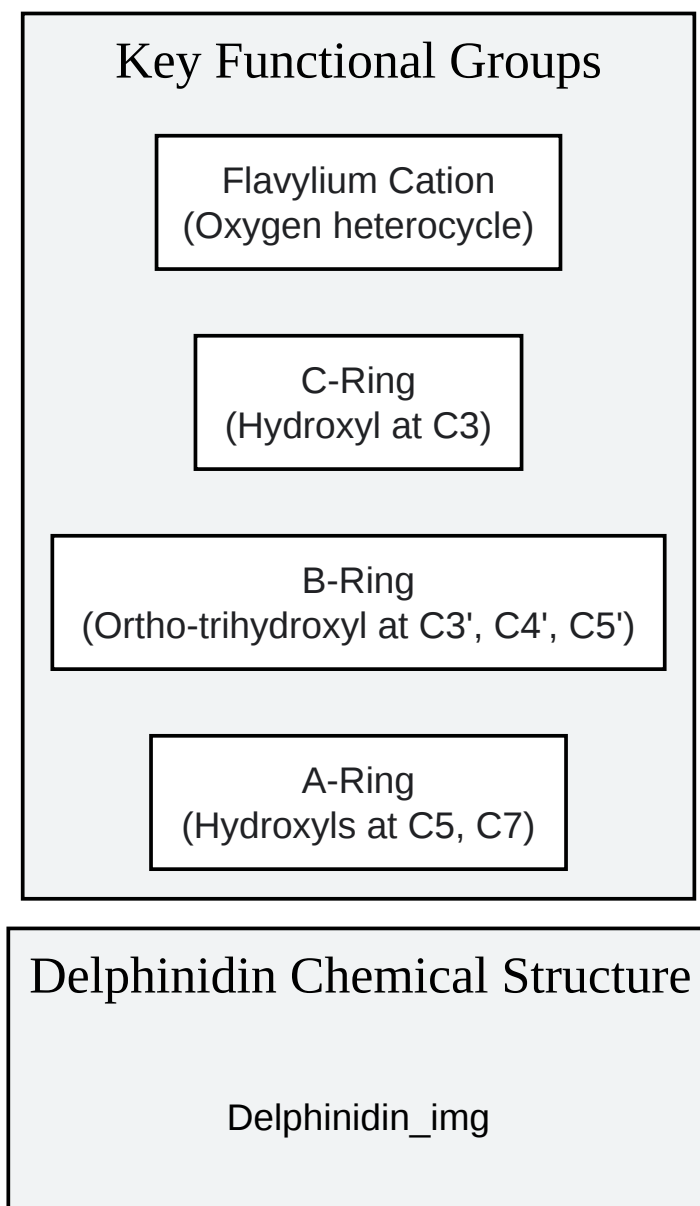 Key Functional Groups
Flavylium Cation
(Oxygen heterocycle)
C-Ring
(Hydroxyl at C3)
B-Ring
(Ortho-trihydroxyl at C3', C4', C5')
A-Ring
(Hydroxyls at C5, C7)
Delphinidin Chemical Structure
Delphinidin_img